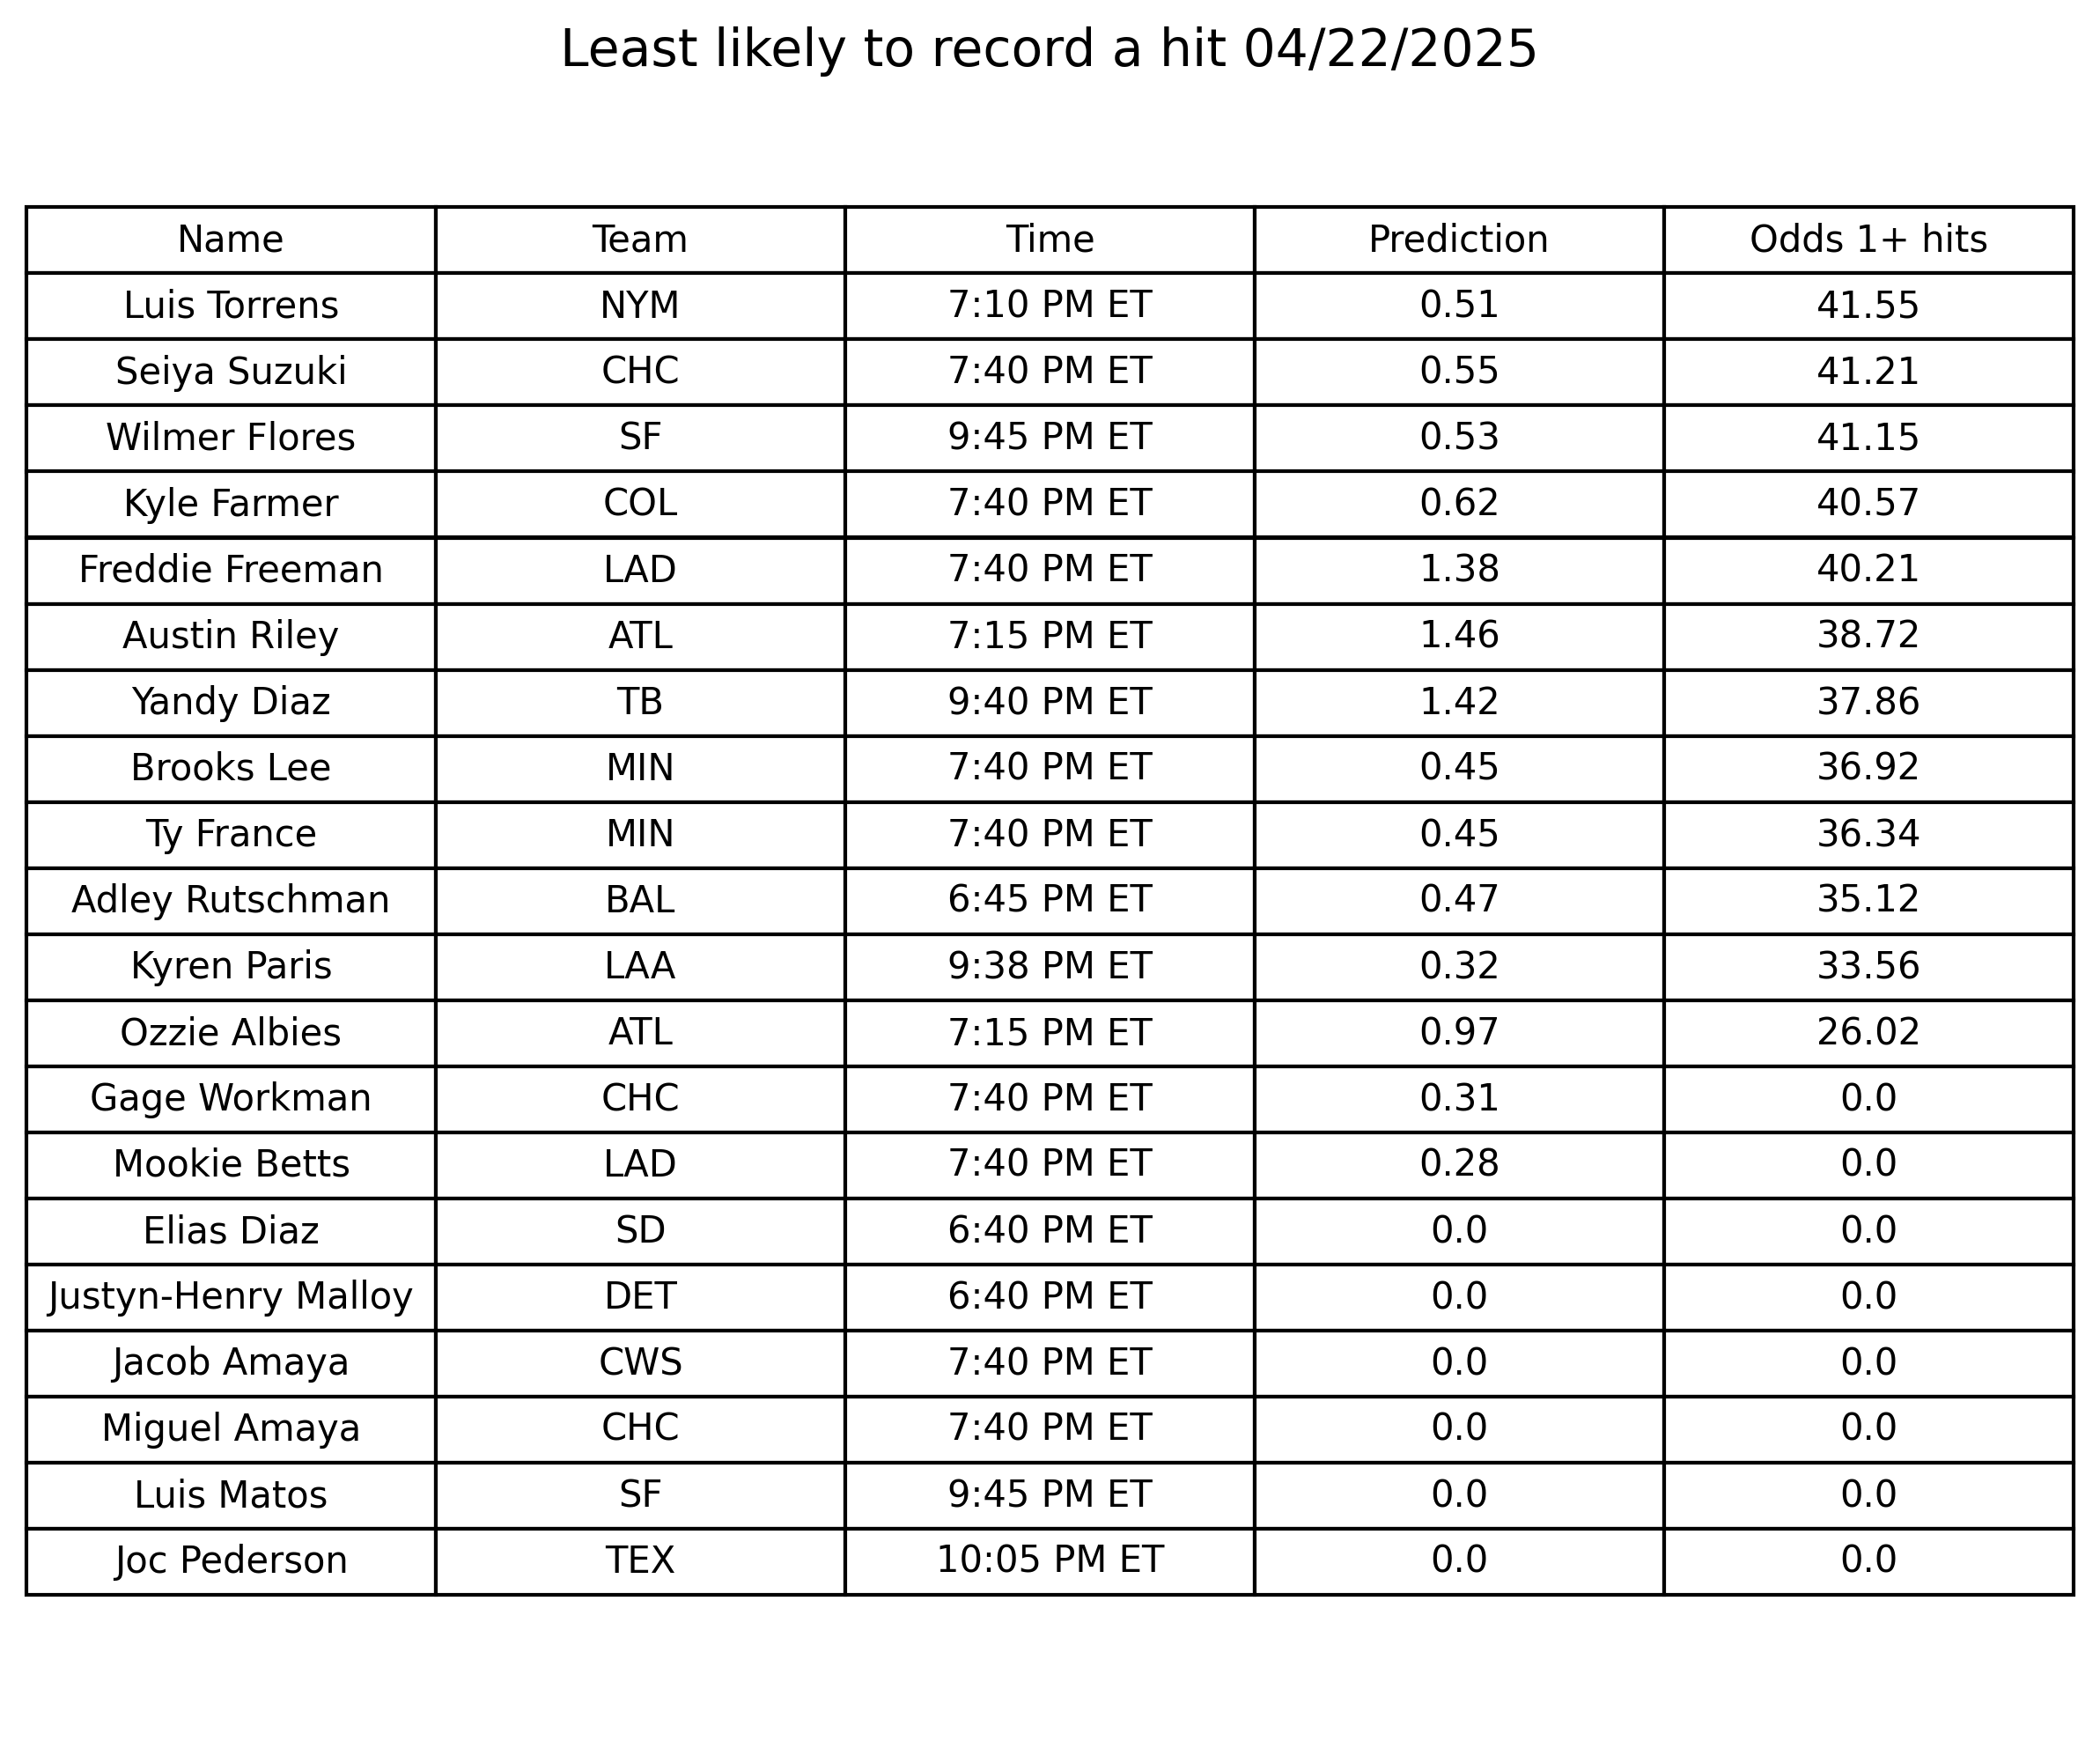 Least likely to record a hit 04/22/2025
Name Team Time Prediction Odds 1+ hits
Luis Torrens NYM 7:10 PM ET 0.51 41.55
Seiya Suzuki CHC 7:40 PM ET 0.55 41.21
Wilmer Flores SF 9:45 PM ET 0.53 41.15
Kyle Farmer COL 7:40 PM ET 0.62 40.57
Freddie Freeman LAD 7:40 PM ET 1.38 40.21
Austin Riley ATL 7:15 PM ET 1.46 38.72
Yandy Diaz TB 9:40 PM ET 1.42 37.86
Brooks Lee MIN 7:40 PM ET 0.45 36.92
Ty France MIN 7:40 PM ET 0.45 36.34
Adley Rutschman BAL 6:45 PM ET 0.47 35.12
Kyren Paris LAA 9:38 PM ET 0.32 33.56
Ozzie Albies ATL 7:15 PM ET 0.97 26.02
Gage Workman CHC 7:40 PM ET 0.31 0.0
Mookie Betts LAD 7:40 PM ET 0.28 0.0
Elias Diaz SD 6:40 PM ET 0.0 0.0
Justyn-Henry Malloy DET 6:40 PM ET 0.0 0.0
Jacob Amaya CWS 7:40 PM ET 0.0 0.0
Miguel Amaya CHC 7:40 PM ET 0.0 0.0
Luis Matos SF 9:45 PM ET 0.0 0.0
Joc Pederson TEX 10:05 PM ET 0.0 0.0